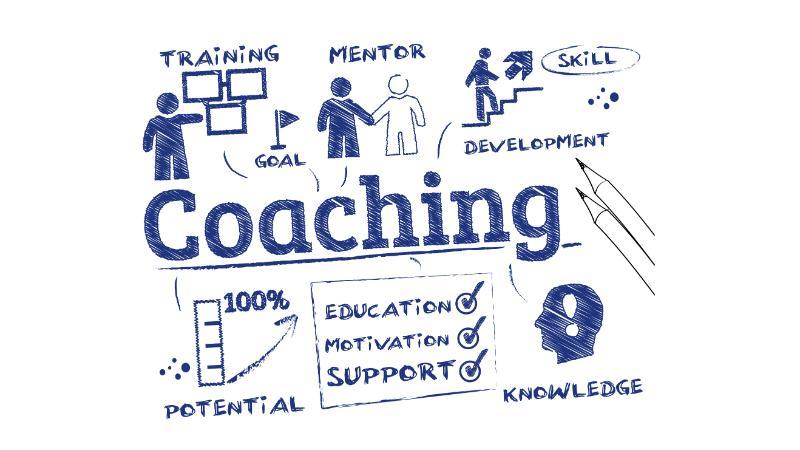 TRAINING
MENTOR
SKILL
GOAL
DEVELOPMENT
Coaching
100%
EDUCATION
MOTIVATION
SUPPORT
POTENTIAL
KNOWLEDGE